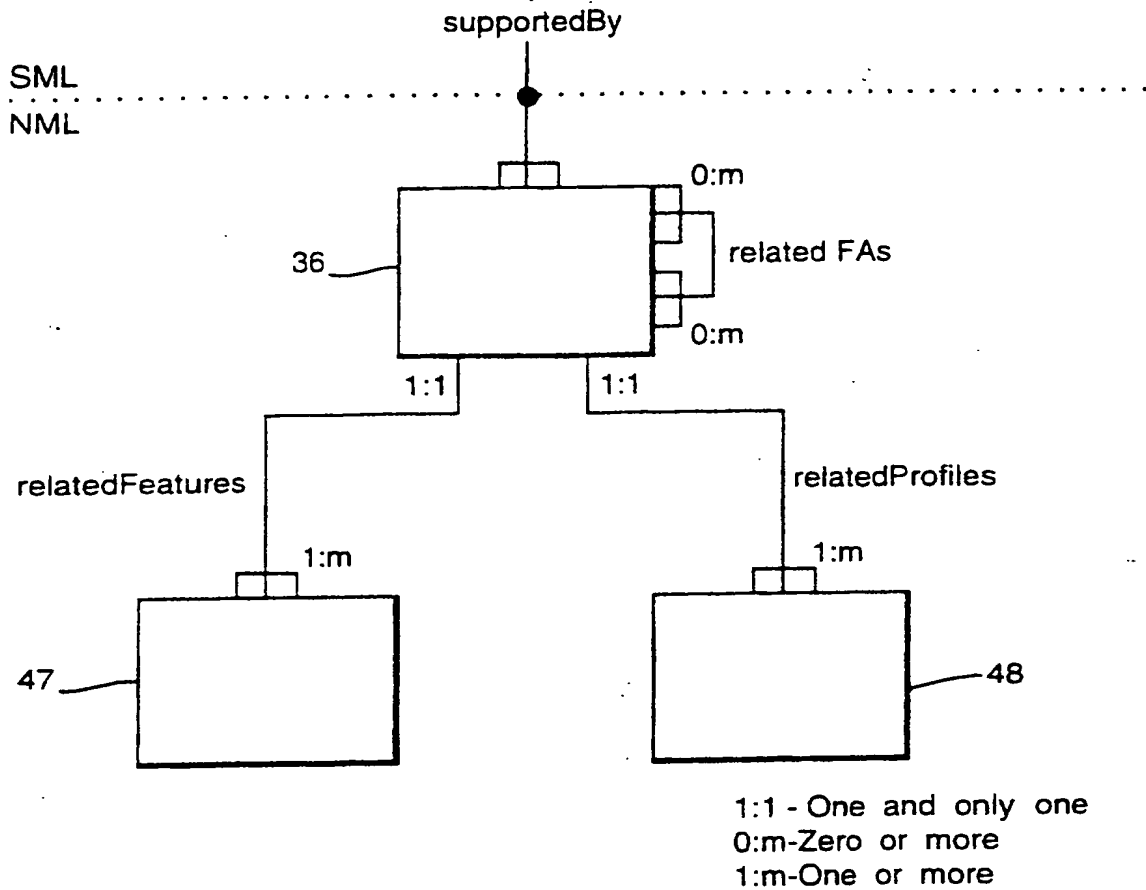 supportedBy
SML
NML
0:m
36
related FAs
0:m
1:1
1:1
relatedFeatures
relatedProfiles
1:m
1:m
47
48
1:1 - One and only one
0:m-Zero or more
1:m-One or more